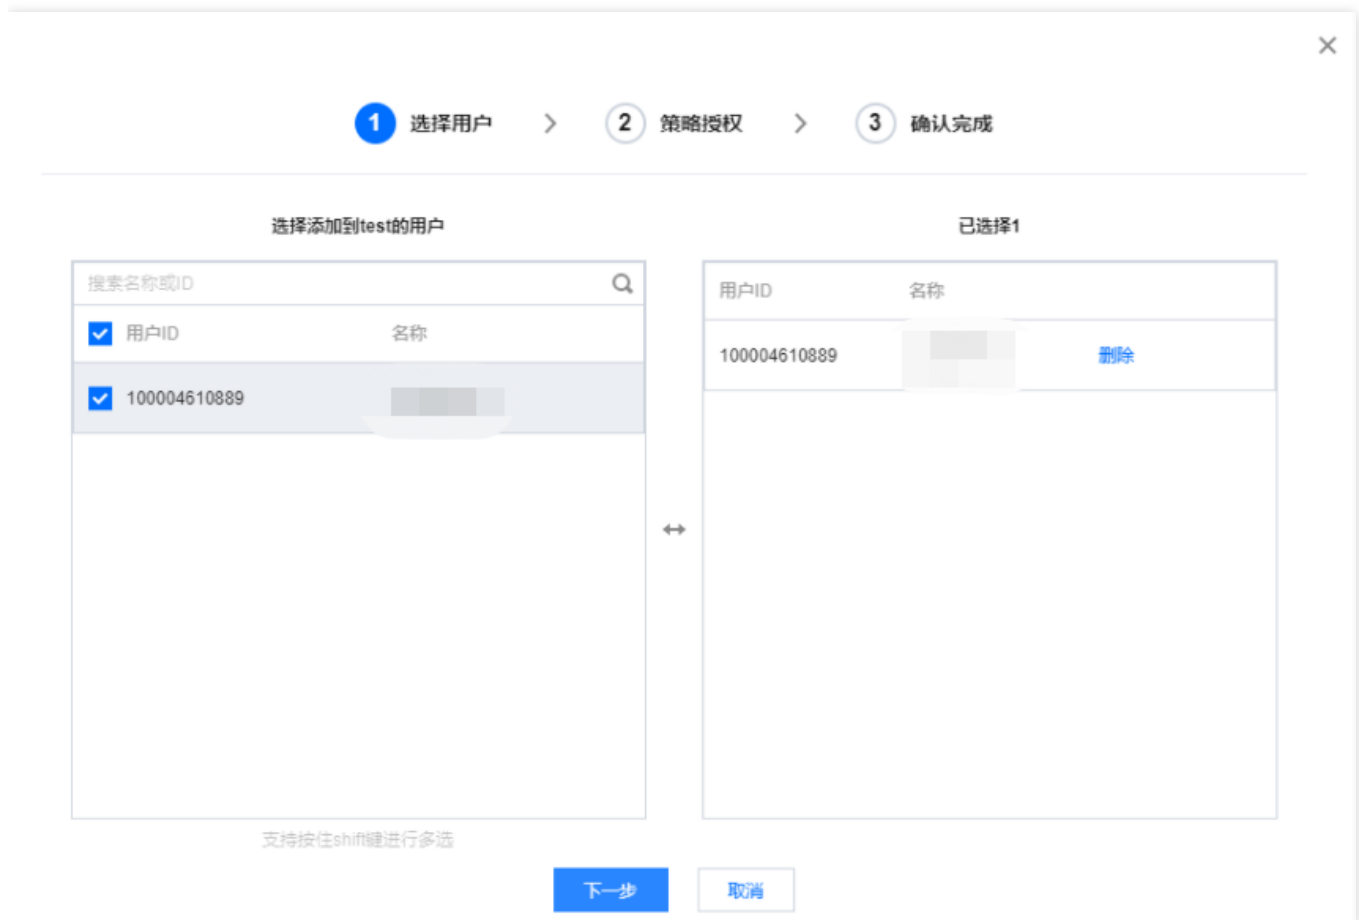 1 选择用户 > 2 策略授权 > 3 确认完成
选择添加到test的用户
搜索名称或ID
用户ID 名称
100004610889
支持按住shift键进行多选
已选择1
用户ID 名称
100004610889 删除
下一步 取消